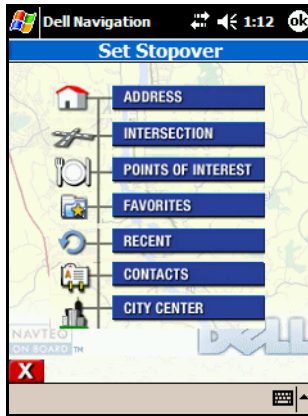 Dell Navigation 1:12 ok
Set Stopover
ADDRESS
INTERSECTION
POINTS OF INTEREST
FAVORITES
RECENT
CONTACTS
CITY CENTER
NAVTEQ
ON BOARD TM
DELL
X